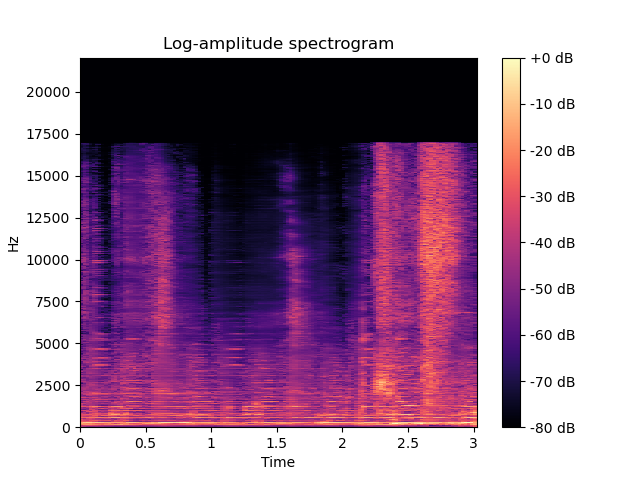 Log-amplitude spectrogram
Hz
20000
17500
15000
12500
10000
7500
5000
2500
0
0 0.5 1 1.5 2 2.5 3
Time
+0 dB
-10 dB
-20 dB
-30 dB
-40 dB
-50 dB
-60 dB
-70 dB
-80 dB